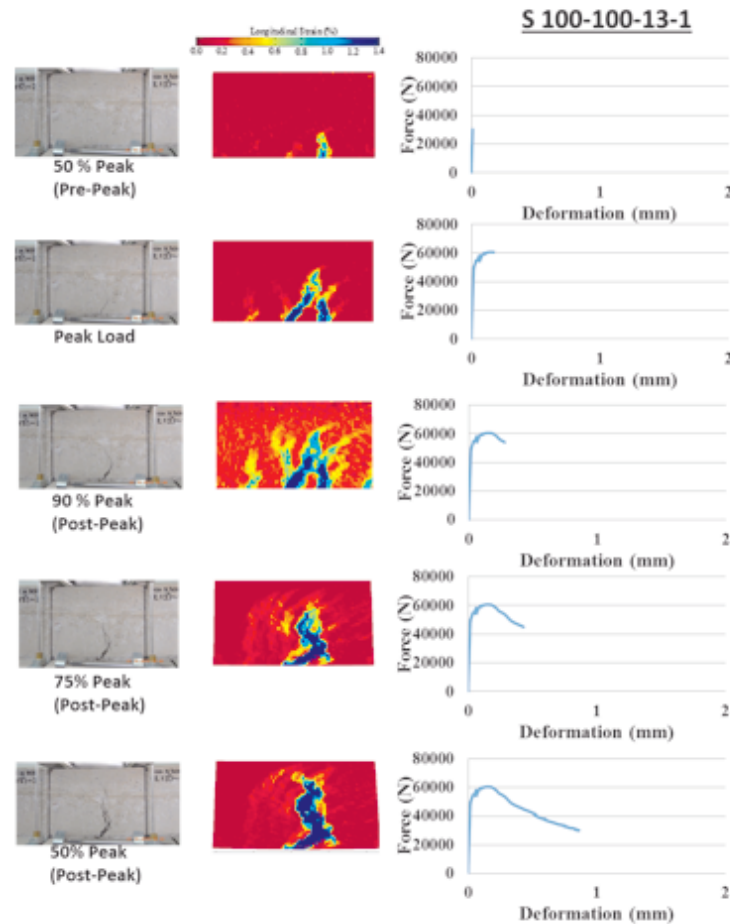 S 100-100-13-1
Longitudinal Strain (%)
0.0 0.2 0.4 0.6 0.8 1.0 1.2 1.4
50 % Peak
(Pre-Peak)
Force (N)
80000
60000
40000
20000
0
0 1 2
Deformation (mm)
Peak Load
Force (N)
80000
60000
40000
20000
0
0 1 2
Deformation (mm)
90 % Peak
(Post-Peak)
Force (N)
80000
60000
40000
20000
0
0 1 2
Deformation (mm)
75% Peak
(Post-Peak)
Force (N)
80000
60000
40000
20000
0
0 1 2
Deformation (mm)
50% Peak
(Post-Peak)
Force (N)
80000
60000
40000
20000
0
0 1 2
Deformation (mm)